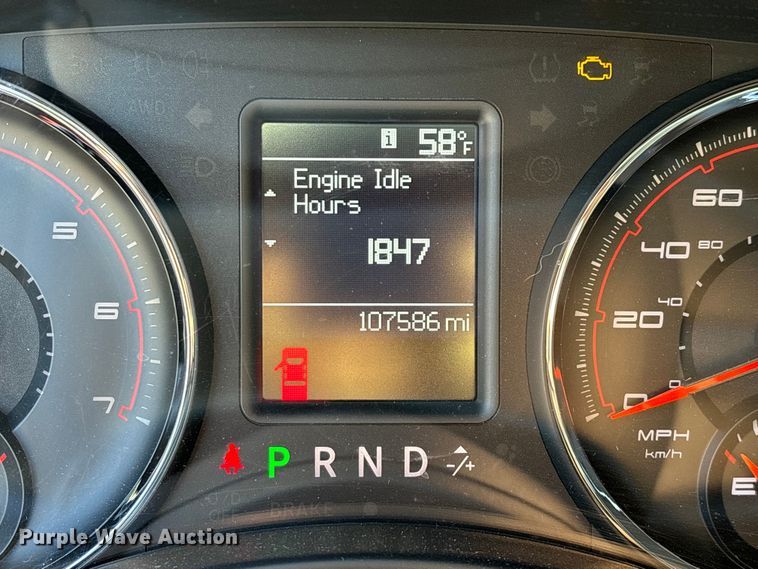 AWD
i 58°F
Engine Idle
Hours
1847
107586 mi
5
6
7
60
40 80
20 40
0 0
MPH
km/h
E
P R N D -/+
BRAKE
Purple Wave Auction